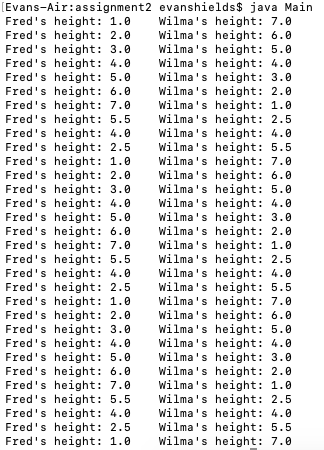 [Evans-Air:assignment2 evanshields$ java Main
Fred's height: 1.0    Wilma's height: 7.0
Fred's height: 2.0    Wilma's height: 6.0
Fred's height: 3.0    Wilma's height: 5.0
Fred's height: 4.0    Wilma's height: 4.0
Fred's height: 5.0    Wilma's height: 3.0
Fred's height: 6.0    Wilma's height: 2.0
Fred's height: 7.0    Wilma's height: 1.0
Fred's height: 5.5    Wilma's height: 2.5
Fred's height: 4.0    Wilma's height: 4.0
Fred's height: 2.5    Wilma's height: 5.5
Fred's height: 1.0    Wilma's height: 7.0
Fred's height: 2.0    Wilma's height: 6.0
Fred's height: 3.0    Wilma's height: 5.0
Fred's height: 4.0    Wilma's height: 4.0
Fred's height: 5.0    Wilma's height: 3.0
Fred's height: 6.0    Wilma's height: 2.0
Fred's height: 7.0    Wilma's height: 1.0
Fred's height: 5.5    Wilma's height: 2.5
Fred's height: 4.0    Wilma's height: 4.0
Fred's height: 2.5    Wilma's height: 5.5
Fred's height: 1.0    Wilma's height: 7.0
Fred's height: 2.0    Wilma's height: 6.0
Fred's height: 3.0    Wilma's height: 5.0
Fred's height: 4.0    Wilma's height: 4.0
Fred's height: 5.0    Wilma's height: 3.0
Fred's height: 6.0    Wilma's height: 2.0
Fred's height: 7.0    Wilma's height: 1.0
Fred's height: 5.5    Wilma's height: 2.5
Fred's height: 4.0    Wilma's height: 4.0
Fred's height: 2.5    Wilma's height: 5.5
Fred's height: 1.0    Wilma's height: 7.0